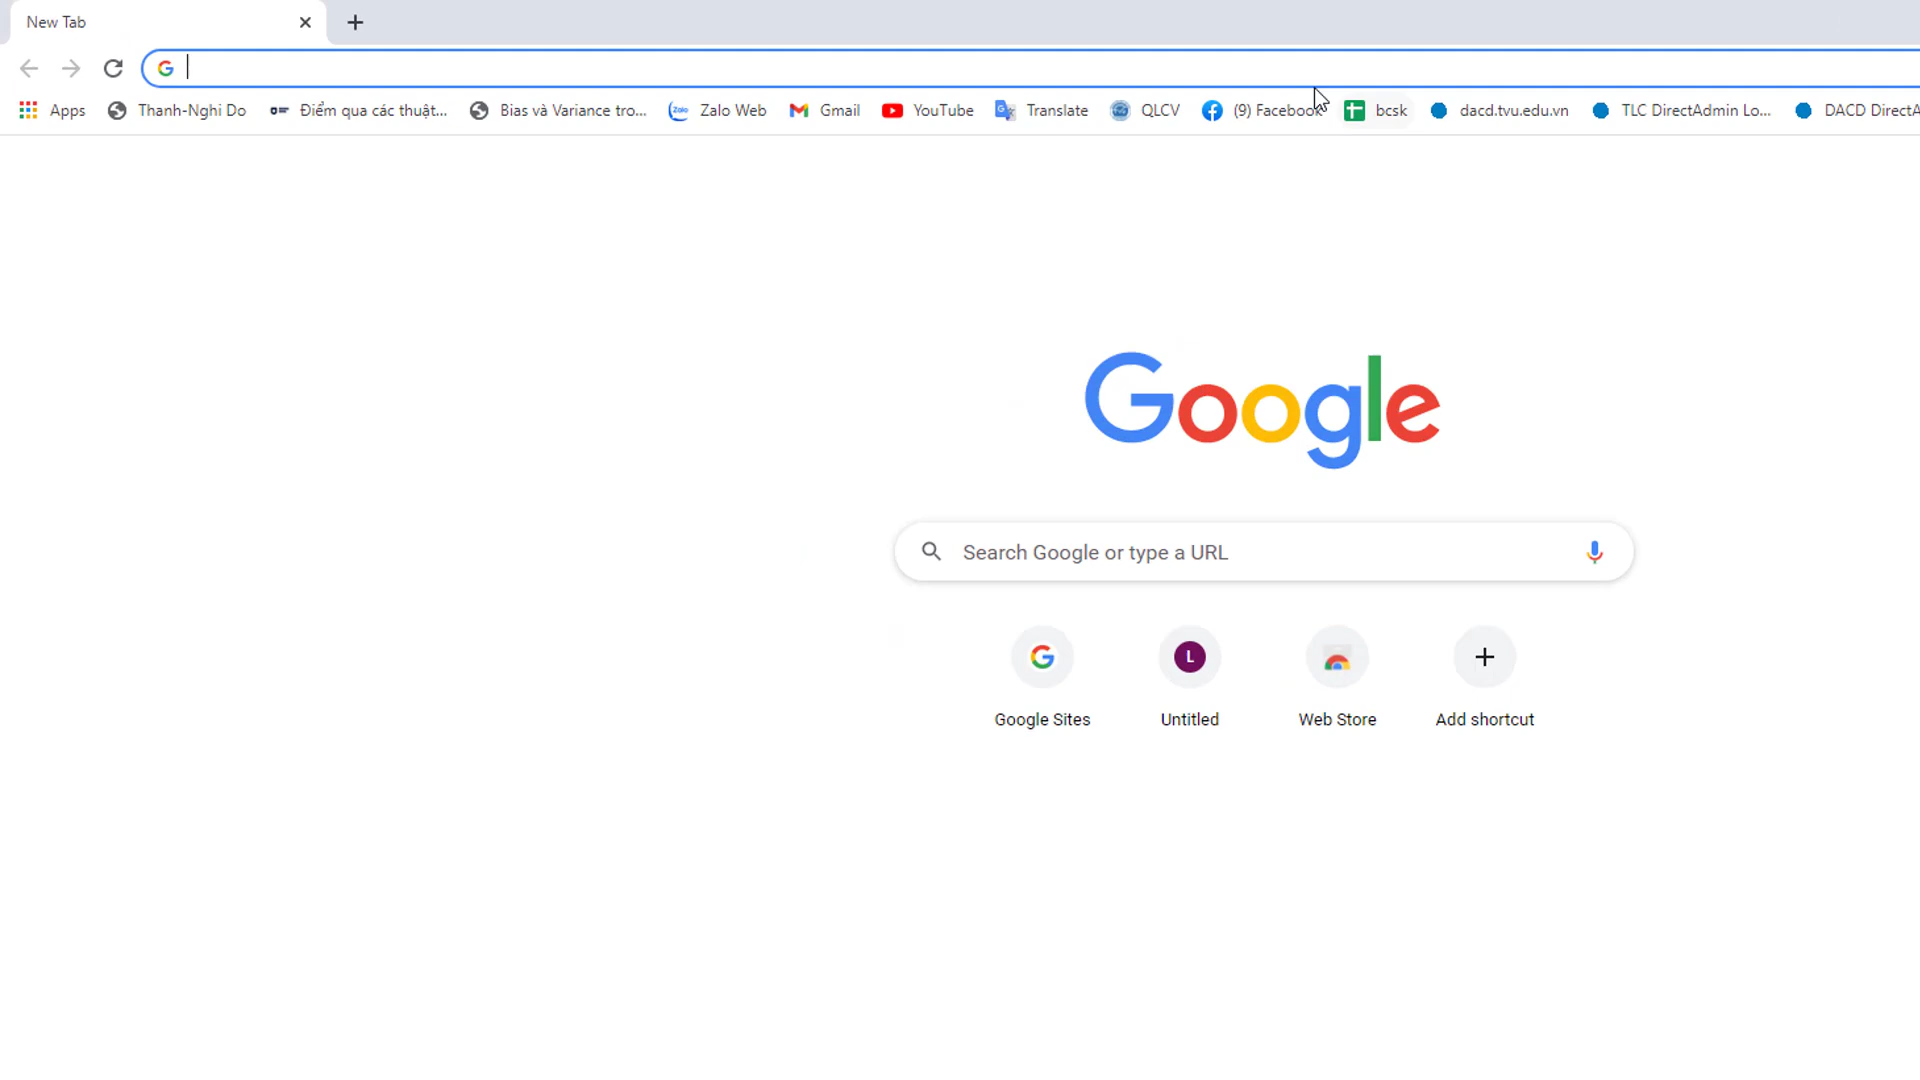 New Tab
Apps Thanh-Nghi Do Điểm qua các thuật... Bias và Variance tro... Zalo Zalo Web Gmail YouTube Translate QLCV (9) Facebook bcsk dacd.tvu.edu.vn TLC DirectAdmin Lo... DACD DirectA
Google
Search Google or type a URL
L
Google Sites Untitled Web Store Add shortcut